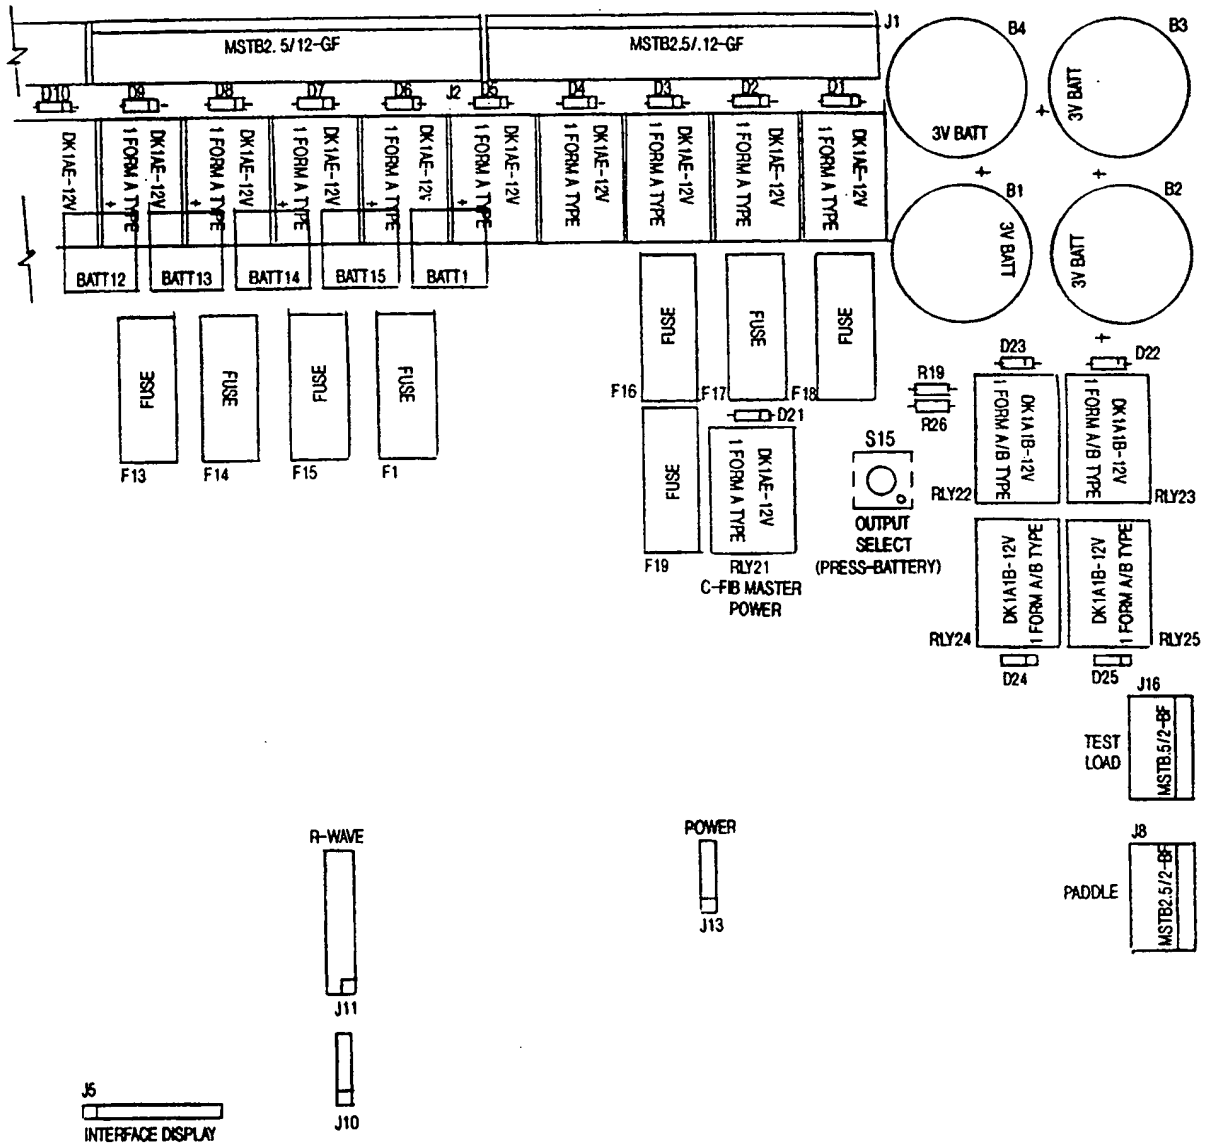 J1
B4
B3
MSTB2. 5/12-GF
MSTB2.5/.12-GF
D10
D9
D8
D7
D6
J2
D5
D4
D3
D2
D1
3V BATT
+
3V BATT
DK1AE-12V
1 FORM A TYPE
DK1AE-12V
1 FORM A TYPE
DK1AE-12V
1 FORM A TYPE
DK1AE-12V
1 FORM A TYPE
DK1AE-12V
1 FORM A TYPE
DK1AE-12V
1 FORM A TYPE
DK1AE-12V
1 FORM A TYPE
DK1AE-12V
1 FORM A TYPE
DK1AE-12V
1 FORM A TYPE
DK1AE-12V
+
+
+
+
+
+
+
B1
B2
3V BATT
3V BATT
BATT12
BATT13
BATT14
BATT15
BATT1
+
FUSE
FUSE
FUSE
FUSE
FUSE
FUSE
FUSE
F16
F17
F18
D23
D22
R19
R26
D21
F13
F14
F15
F1
S15
OUTPUT
SELECT
(PRESS-BATTERY)
FUSE
F19
DK1AE-12V
1 FORM A TYPE
RLY21
C-FIB MASTER
POWER
DK1A1B-12V
1 FORM A/B TYPE
DK1A1B-12V
1 FORM A/B TYPE
RLY22
RLY23
DK1A1B-12V
1 FORM A/B TYPE
DK1A1B-12V
1 FORM A/B TYPE
RLY24
RLY25
D24
D25
J16
TEST
LOAD
MSTB.5/2-BF
R-WAVE
POWER
J8
PADDLE
MSTB2.5/2-BF
J13
J11
J5
J10
INTERFACE DISPLAY